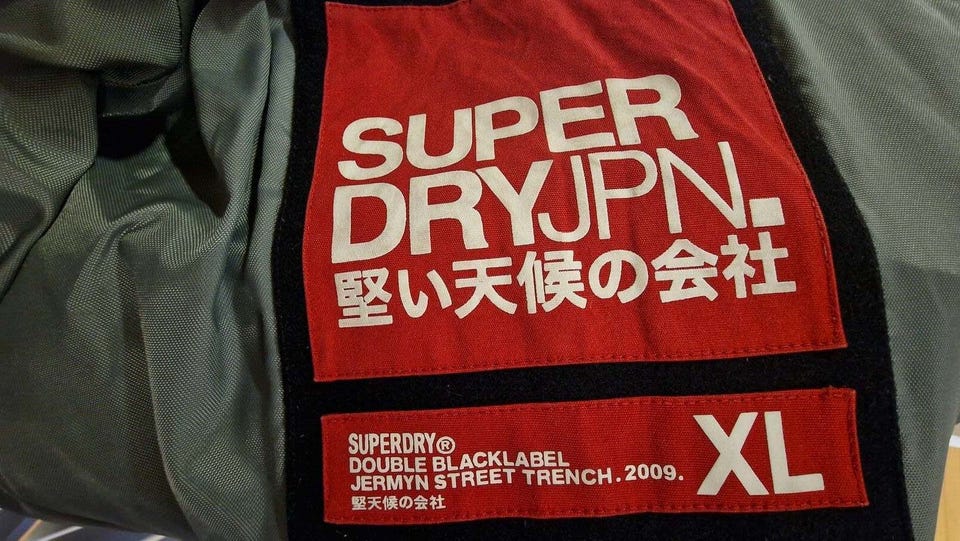 SUPER
DRYJPN.
堅い天候の会社
SUPERDRY®
DOUBLE BLACKLABEL
JERMYN STREET TRENCH.2009.
堅天候の会社
XL